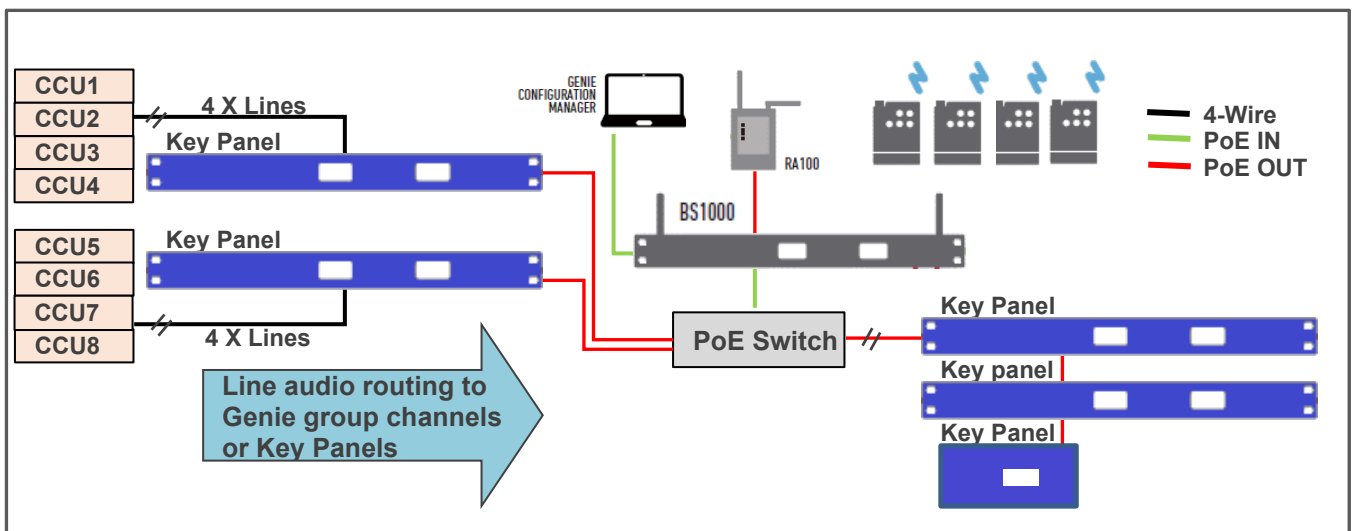 CCU1
CCU2
CCU3
CCU4
4 X Lines
Key Panel
CCU5
CCU6
CCU7
CCU8
Key Panel
4 X Lines
Line audio routing to
Genie group channels
or Key Panels
GENIE
CONFIGURATION
MANAGER
RA100
BS1000
PoE Switch
4-Wire
PoE IN
PoE OUT
Key Panel
Key panel
Key Panel